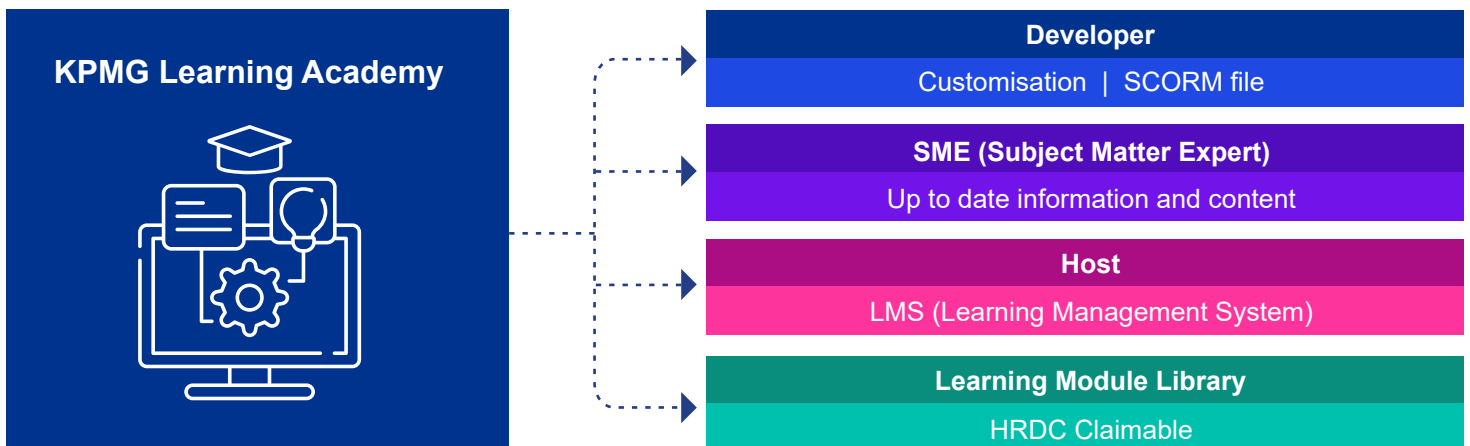 KPMG Learning Academy
Developer
Customisation | SCORM file
SME (Subject Matter Expert)
Up to date information and content
Host
LMS (Learning Management System)
Learning Module Library
HRDC Claimable